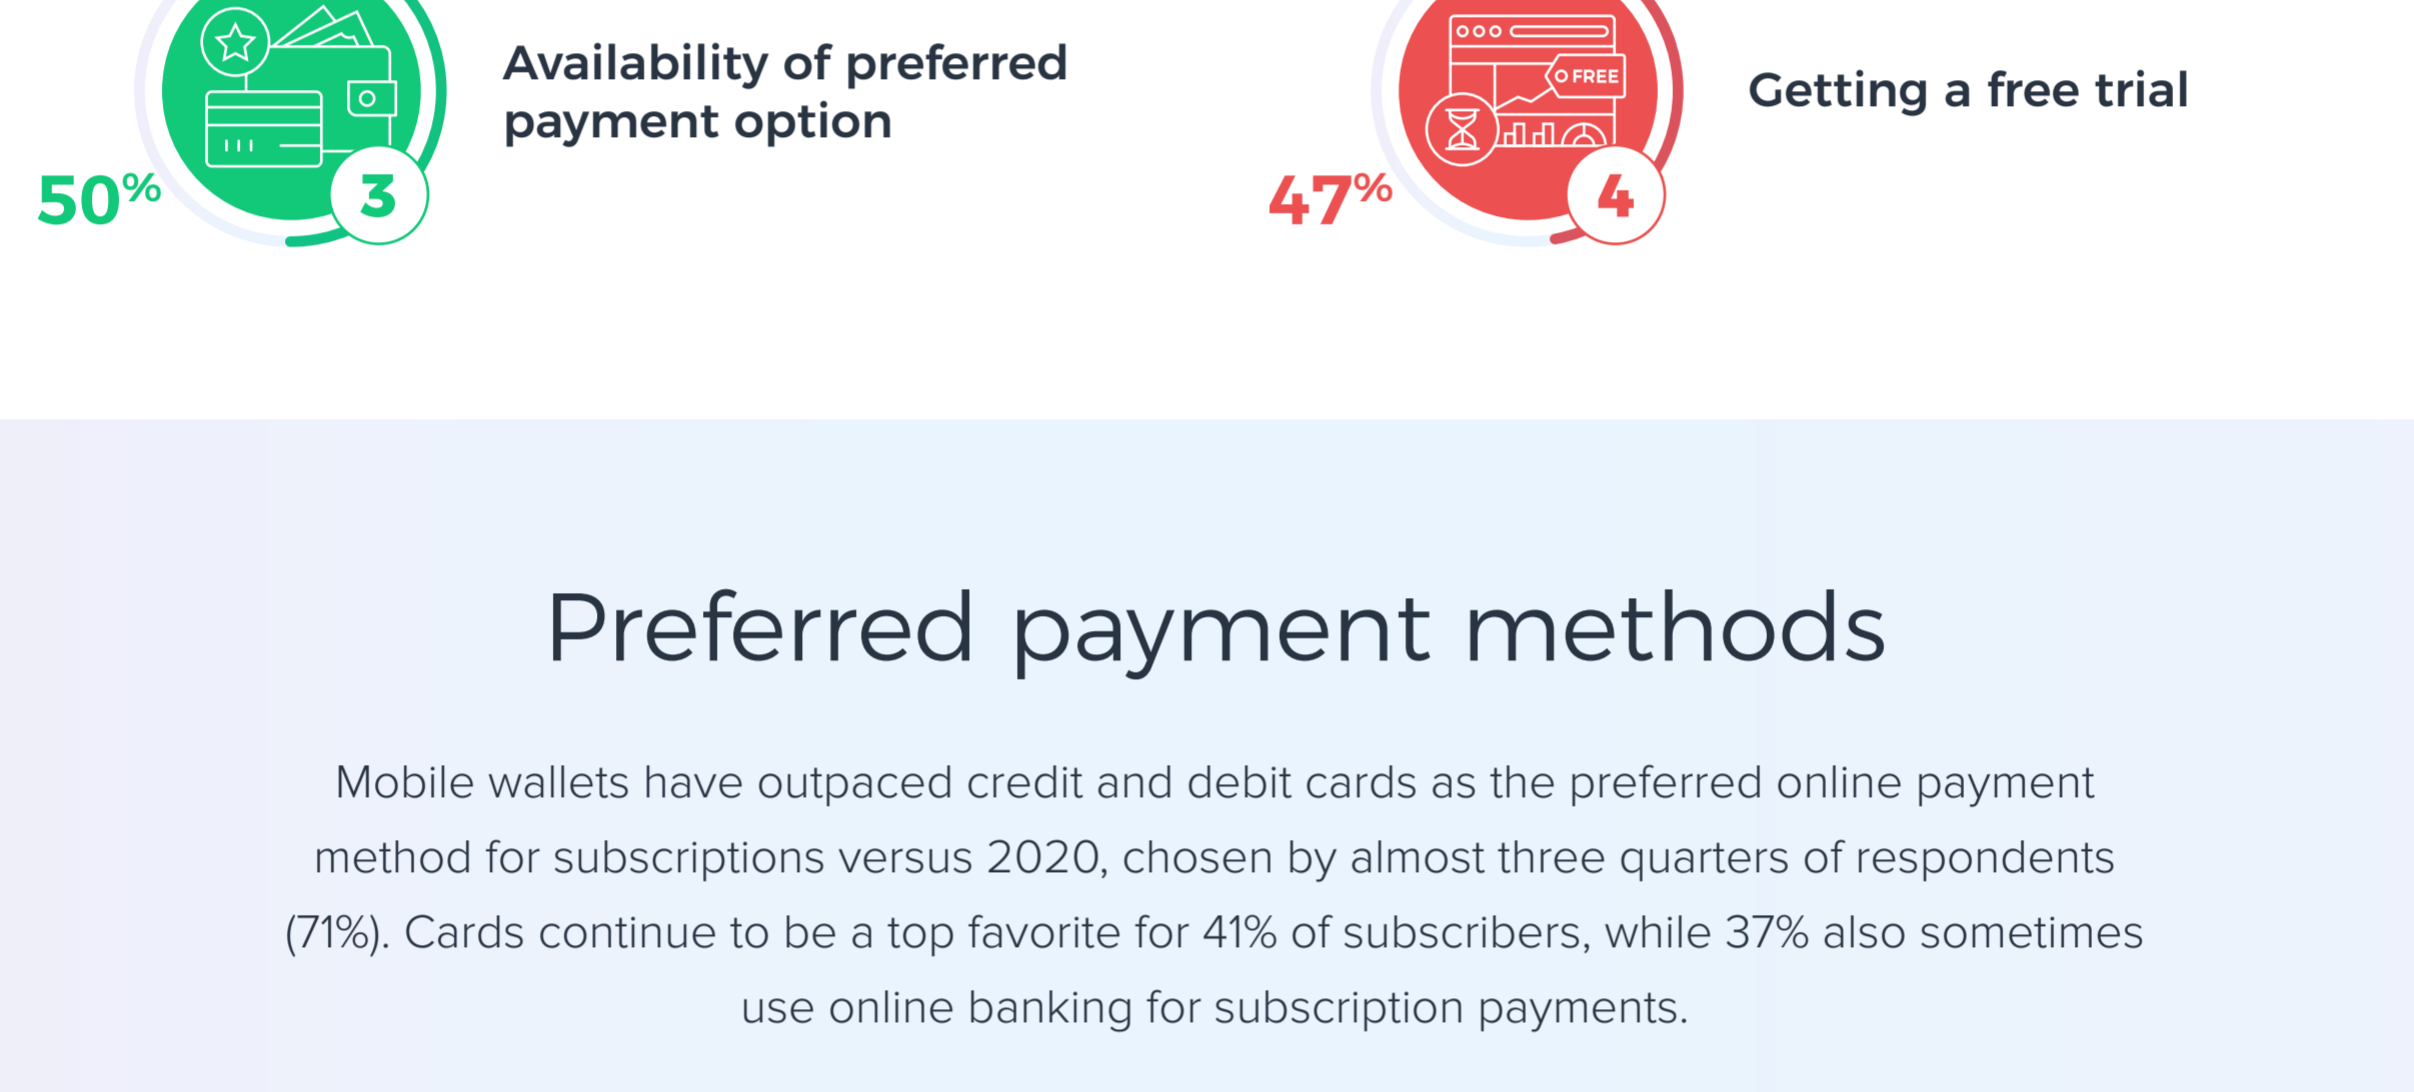 Availability of preferred
payment option
50%
3
FREE
Getting a free trial
47%
4
Preferred payment methods
Mobile wallets have outpaced credit and debit cards as the preferred online payment
method for subscriptions versus 2020, chosen by almost three quarters of respondents
(71%). Cards continue to be a top favorite for 41% of subscribers, while 37% also sometimes
use online banking for subscription payments.